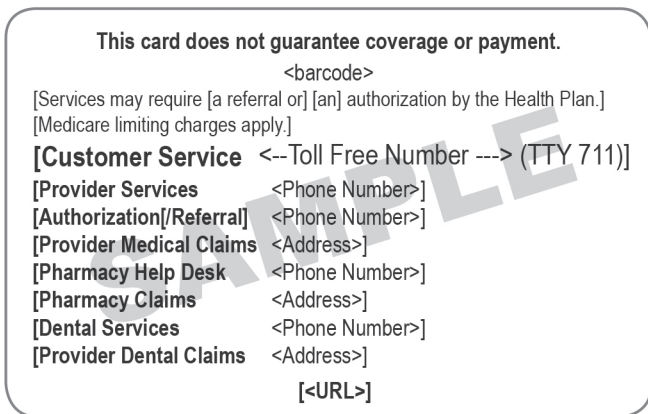 This card does not guarantee coverage or payment.
<barcode>
[Services may require [a referral or] [an] authorization by the Health Plan.]
[Medicare limiting charges apply.]
[Customer Service <--Toll Free Number ---> (TTY 711)]
[Provider Services <Phone Number>]
[Authorization[/Referral] <Phone Number>]
[Provider Medical Claims <Address>]
[Pharmacy Help Desk <Phone Number>]
[Pharmacy Claims <Address>]
[Dental Services <Phone Number>]
[Provider Dental Claims <Address>]
[<URL>]
SAMPLE